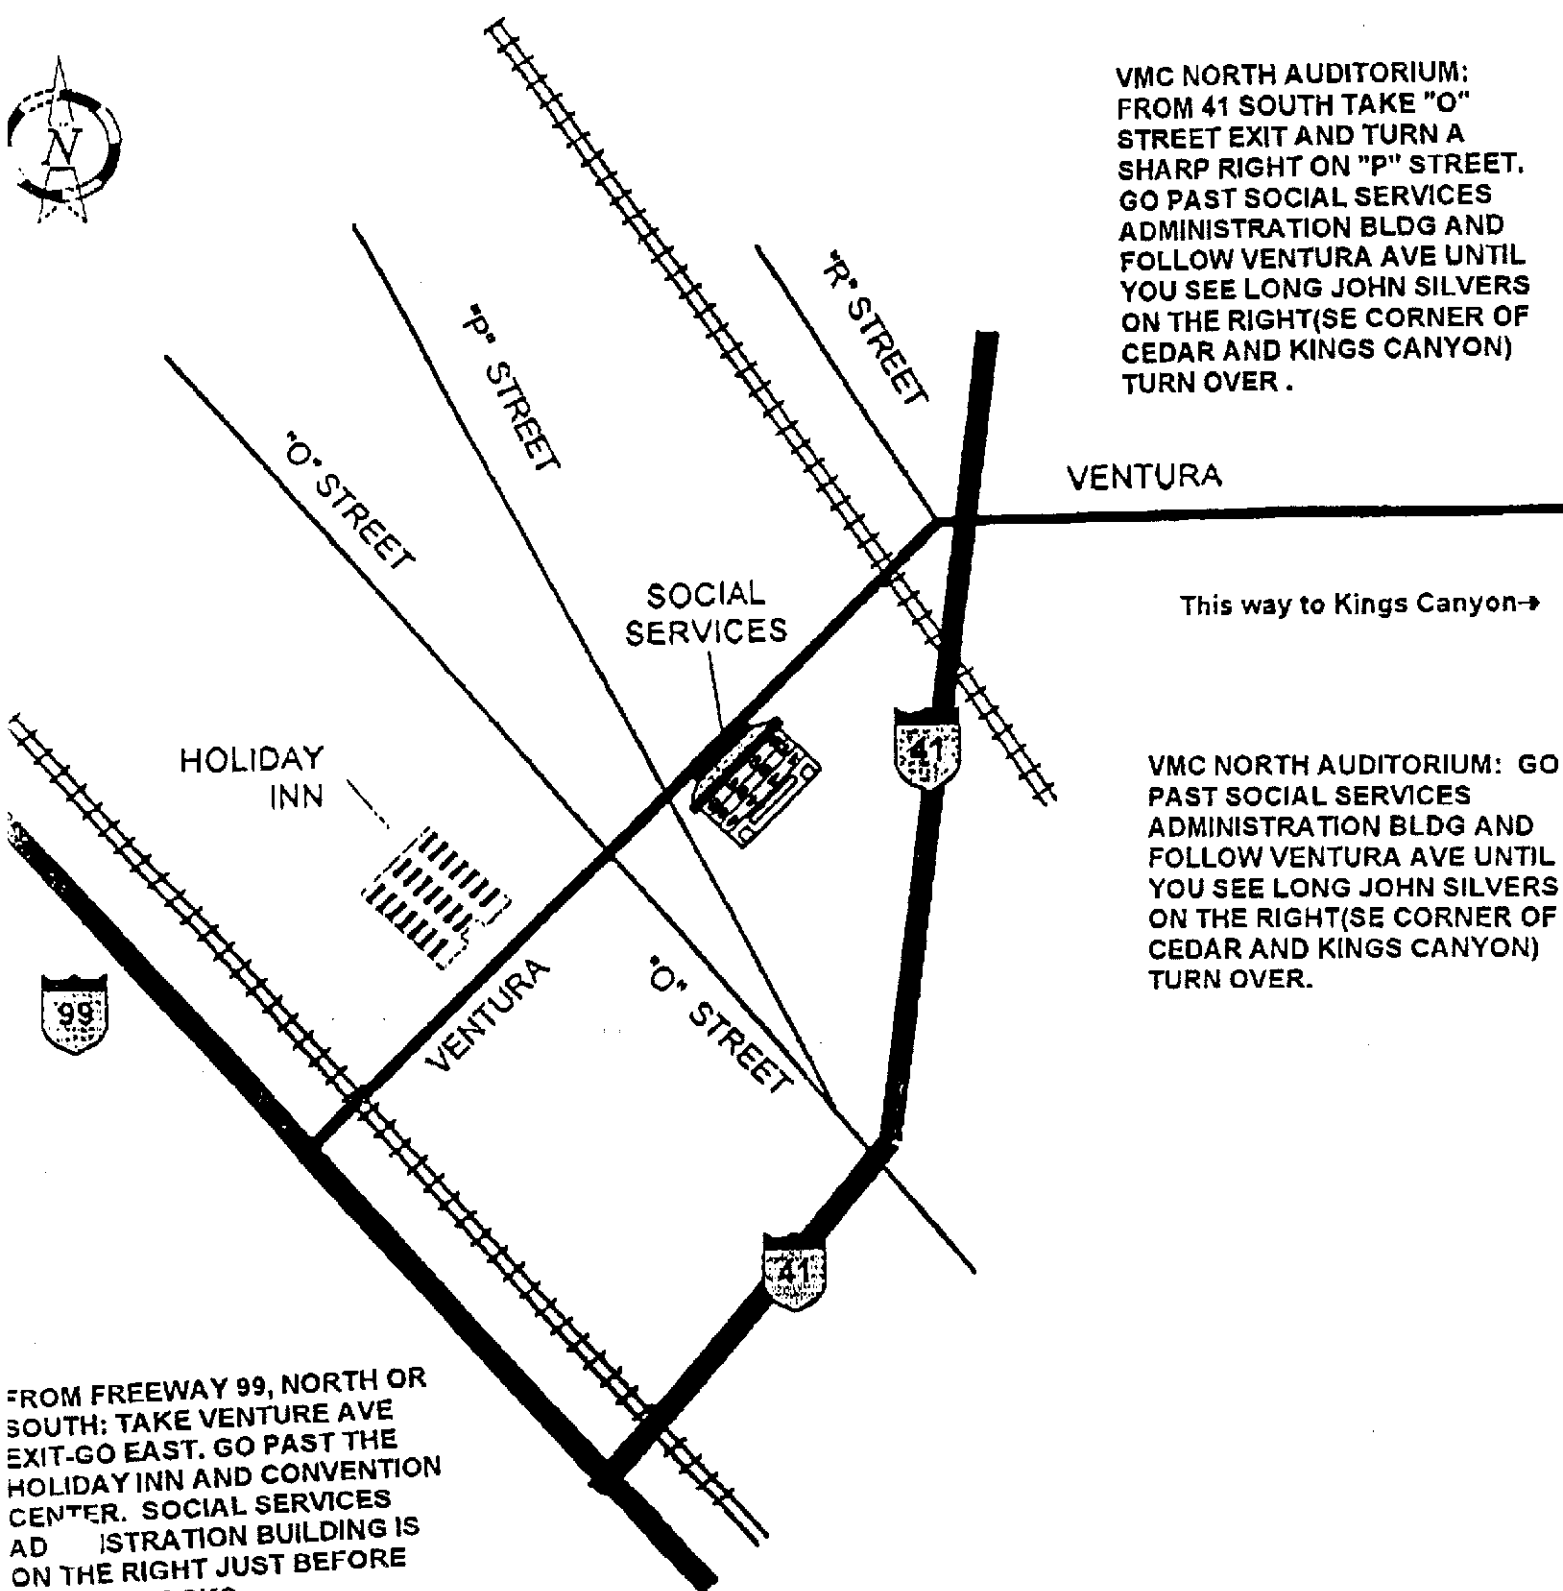 N
VMC NORTH AUDITORIUM:
FROM 41 SOUTH TAKE "O"
STREET EXIT AND TURN A
SHARP RIGHT ON "P" STREET.
GO PAST SOCIAL SERVICES
ADMINISTRATION BLDG AND
FOLLOW VENTURA AVE UNTIL
YOU SEE LONG JOHN SILVERS
ON THE RIGHT(SE CORNER OF
CEDAR AND KINGS CANYON)
TURN OVER .
"R" STREET
"P" STREET
"O" STREET
VENTURA
SOCIAL
SERVICES
This way to Kings Canyon→
41
HOLIDAY
INN
VMC NORTH AUDITORIUM: GO
PAST SOCIAL SERVICES
ADMINISTRATION BLDG AND
FOLLOW VENTURA AVE UNTIL
YOU SEE LONG JOHN SILVERS
ON THE RIGHT(SE CORNER OF
CEDAR AND KINGS CANYON)
TURN OVER.
99
VENTURA
"O" STREET
41
FROM FREEWAY 99, NORTH OR
SOUTH: TAKE VENTURE AVE
EXIT-GO EAST. GO PAST THE
HOLIDAY INN AND CONVENTION
CENTER. SOCIAL SERVICES
AD ISTRATION BUILDING IS
ON THE RIGHT JUST BEFORE